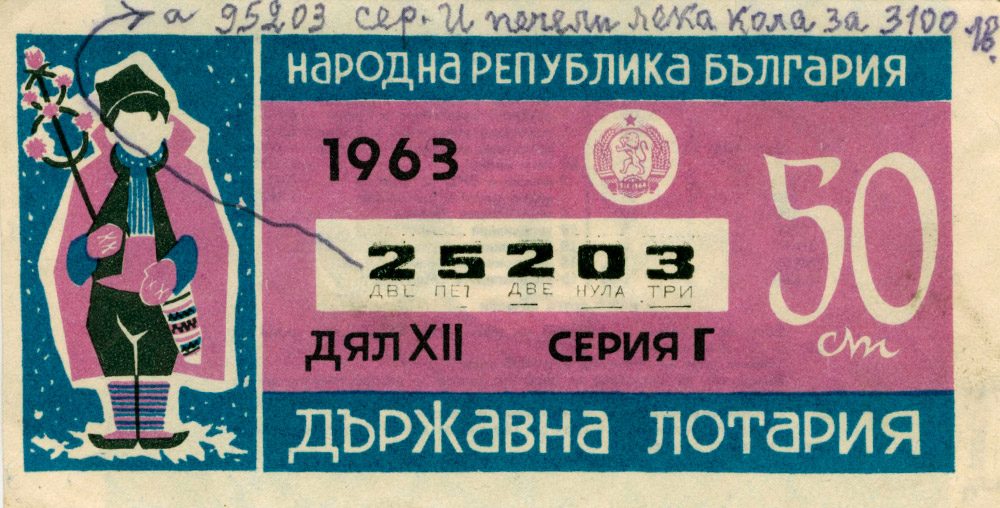 а 95203 сер. И печели лека кола за 3100 лв.
НАРОДНА РЕПУБЛИКА БЪЛГАРИЯ
1963
50 ст
25203
ДВЕ ПЕТ ДВЕ НУЛА ТРИ
ДЯЛ XII СЕРИЯ Г
ДЪРЖАВНА ЛОТАРИЯ